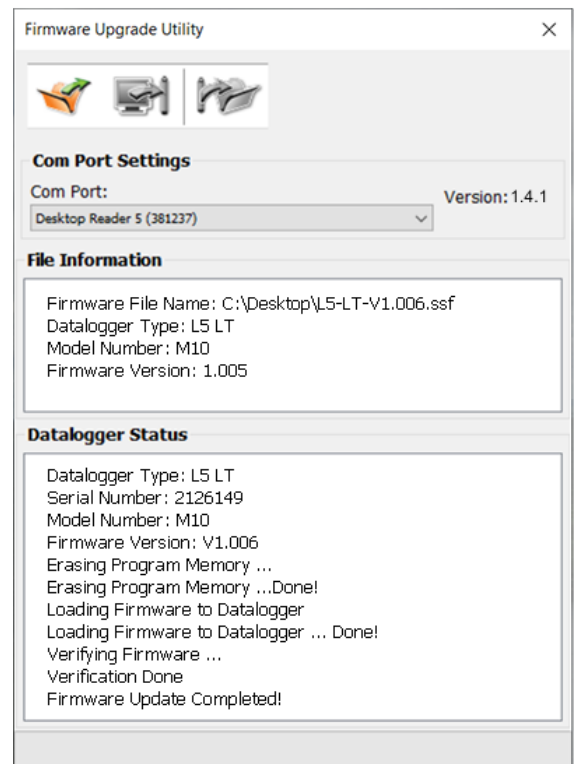 Firmware Upgrade Utility
Com Port Settings
Com Port:
Version: 1.4.1
Desktop Reader 5 (381237)
File Information
Firmware File Name: C:\Desktop\L5-LT-V1.006.ssf
Datalogger Type: L5 LT
Model Number: M10
Firmware Version: 1.005
Datalogger Status
Datalogger Type: L5 LT
Serial Number: 2126149
Model Number: M10
Firmware Version: V1.006
Erasing Program Memory ...
Erasing Program Memory ...Done!
Loading Firmware to Datalogger
Loading Firmware to Datalogger ... Done!
Verifying Firmware ...
Verification Done
Firmware Update Completed!